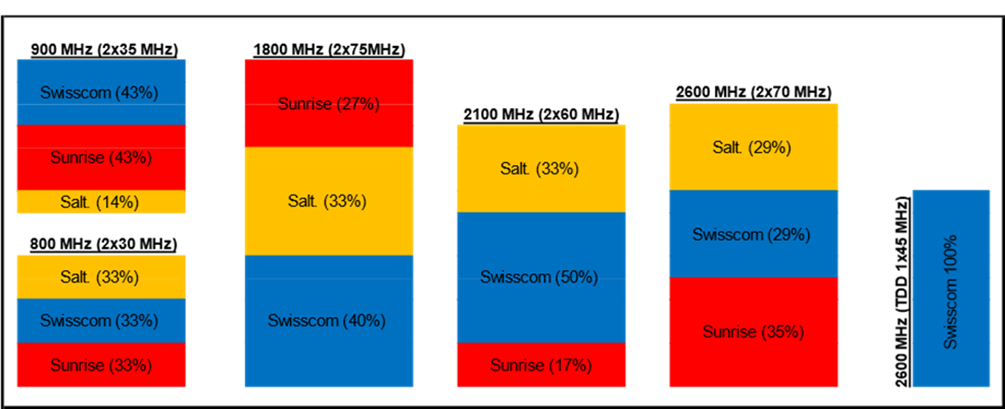 900 MHz (2x35 MHz)
Swisscom (43%)
Sunrise (43%)
Salt. (14%)
800 MHz (2x30 MHz)
Salt. (33%)
Swisscom (33%)
Sunrise (33%)
1800 MHz (2x75MHz)
Sunrise (27%)
Salt. (33%)
Swisscom (40%)
2100 MHz (2x60 MHz)
Salt. (33%)
Swisscom (50%)
Sunrise (17%)
2600 MHz (2x70 MHz)
Salt. (29%)
Swisscom (29%)
Sunrise (35%)
2600 MHz (TDD 1x45 MHz)
Swisscom 100%